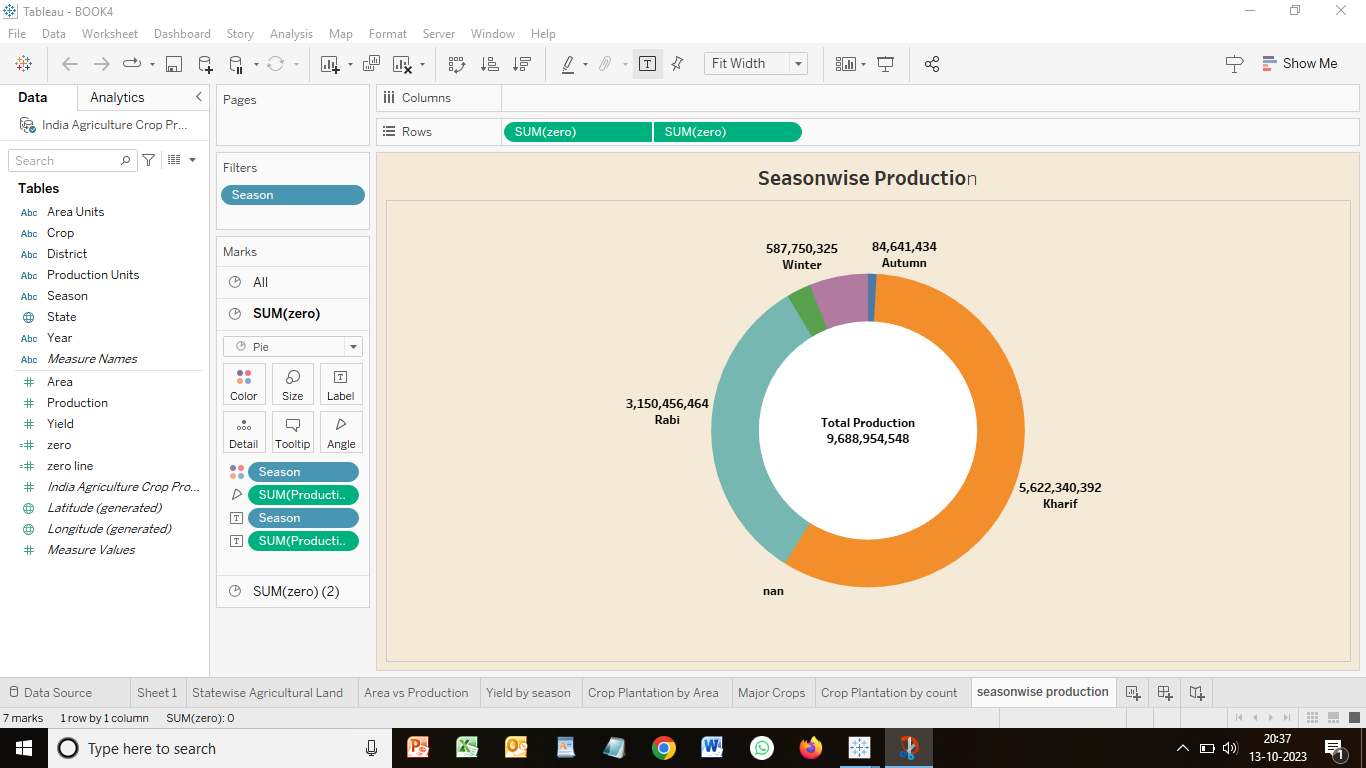 Tableau - BOOK4
File Data Worksheet Dashboard Story Analysis Map Format Server Window Help
Fit Width
Show Me
Data Analytics
India Agriculture Crop Pr...
Search
Tables
Abc Area Units
Abc Crop
Abc District
Abc Production Units
Abc Season
State
Abc Year
Abc Measure Names
# Area
# Production
# Yield
=# zero
=# zero line
# India Agriculture Crop Pro...
Latitude (generated)
Longitude (generated)
# Measure Values
Pages
Filters
Season
Marks
All
SUM(zero)
Pie
Color Size Label
Detail Tooltip Angle
Season
SUM(Producti..
Season
SUM(Producti..
SUM(zero) (2)
Columns
Rows SUM(zero) SUM(zero)
Seasonwise Production
587,750,325
Winter
84,641,434
Autumn
3,150,456,464
Rabi
Total Production
9,688,954,548
5,622,340,392
Kharif
nan
Data Source Sheet 1 Statewise Agricultural Land Area vs Production Yield by season Crop Plantation by Area Major Crops Crop Plantation by count seasonwise production
7 marks 1 row by 1 column SUM(zero): 0
Type here to search
20:37
13-10-2023
1